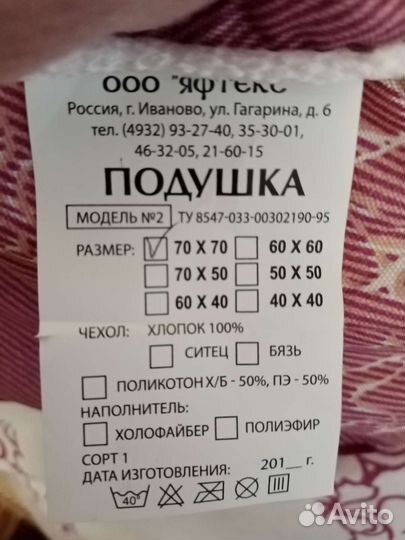 ООО "ЯФТЕКС"
Россия, г. Иваново, ул. Гагарина, д. 6
тел. (4932) 93-27-40, 35-30-01,
46-32-05, 21-60-15
ПОДУШКА
МОДЕЛЬ №2 ТУ 8547-033-00302190-95
РАЗМЕР: 70 X 70 60 X 60
70 X 50 50 X 50
60 X 40 40 X 40
ЧЕХОЛ: ХЛОПОК 100%
СИТЕЦ БЯЗЬ
ПОЛИКОТОН Х/Б - 50%, ПЭ - 50%
НАПОЛНИТЕЛЬ:
ХОЛОФАЙБЕР ПОЛИЭФИР
СОРТ 1
ДАТА ИЗГОТОВЛЕНИЯ: 201__ г.
40°
Avito